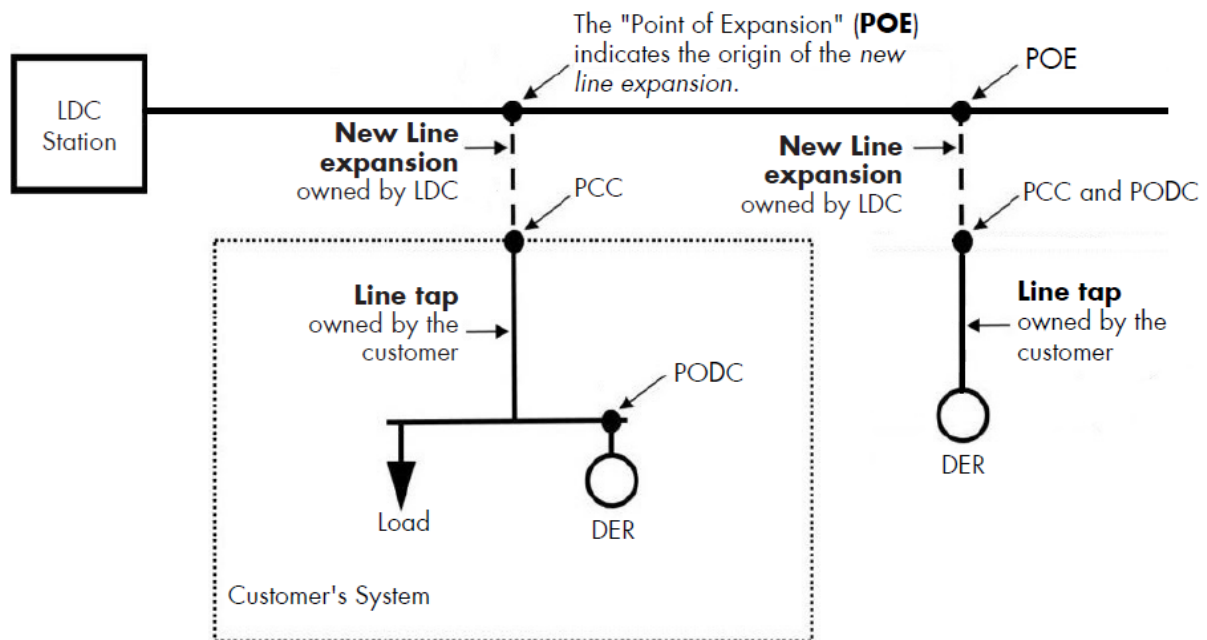 The "Point of Expansion" (POE)
indicates the origin of the new
line expansion.
POE
LDC
Station
New Line
expansion
owned by LDC
New Line
expansion
owned by LDC
PCC
PCC and PODC
Line tap
owned by the
customer
Line tap
owned by the
customer
PODC
DER
Load
DER
Customer's System